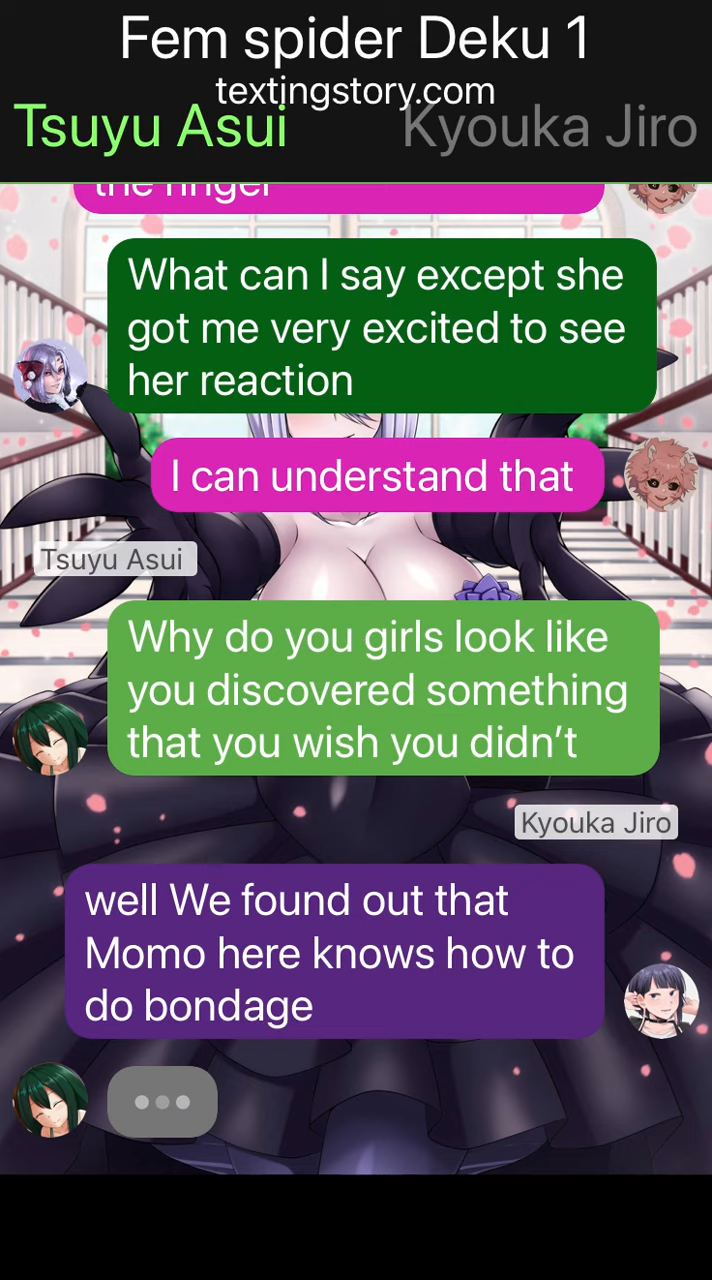 Fem spider Deku 1
textingstory.com
Tsuyu Asui
Kyouka Jiro
the finger
What can I say except she
got me very excited to see
her reaction
I can understand that
Tsuyu Asui
Why do you girls look like
you discovered something
that you wish you didn’t
Kyouka Jiro
well We found out that
Momo here knows how to
do bondage